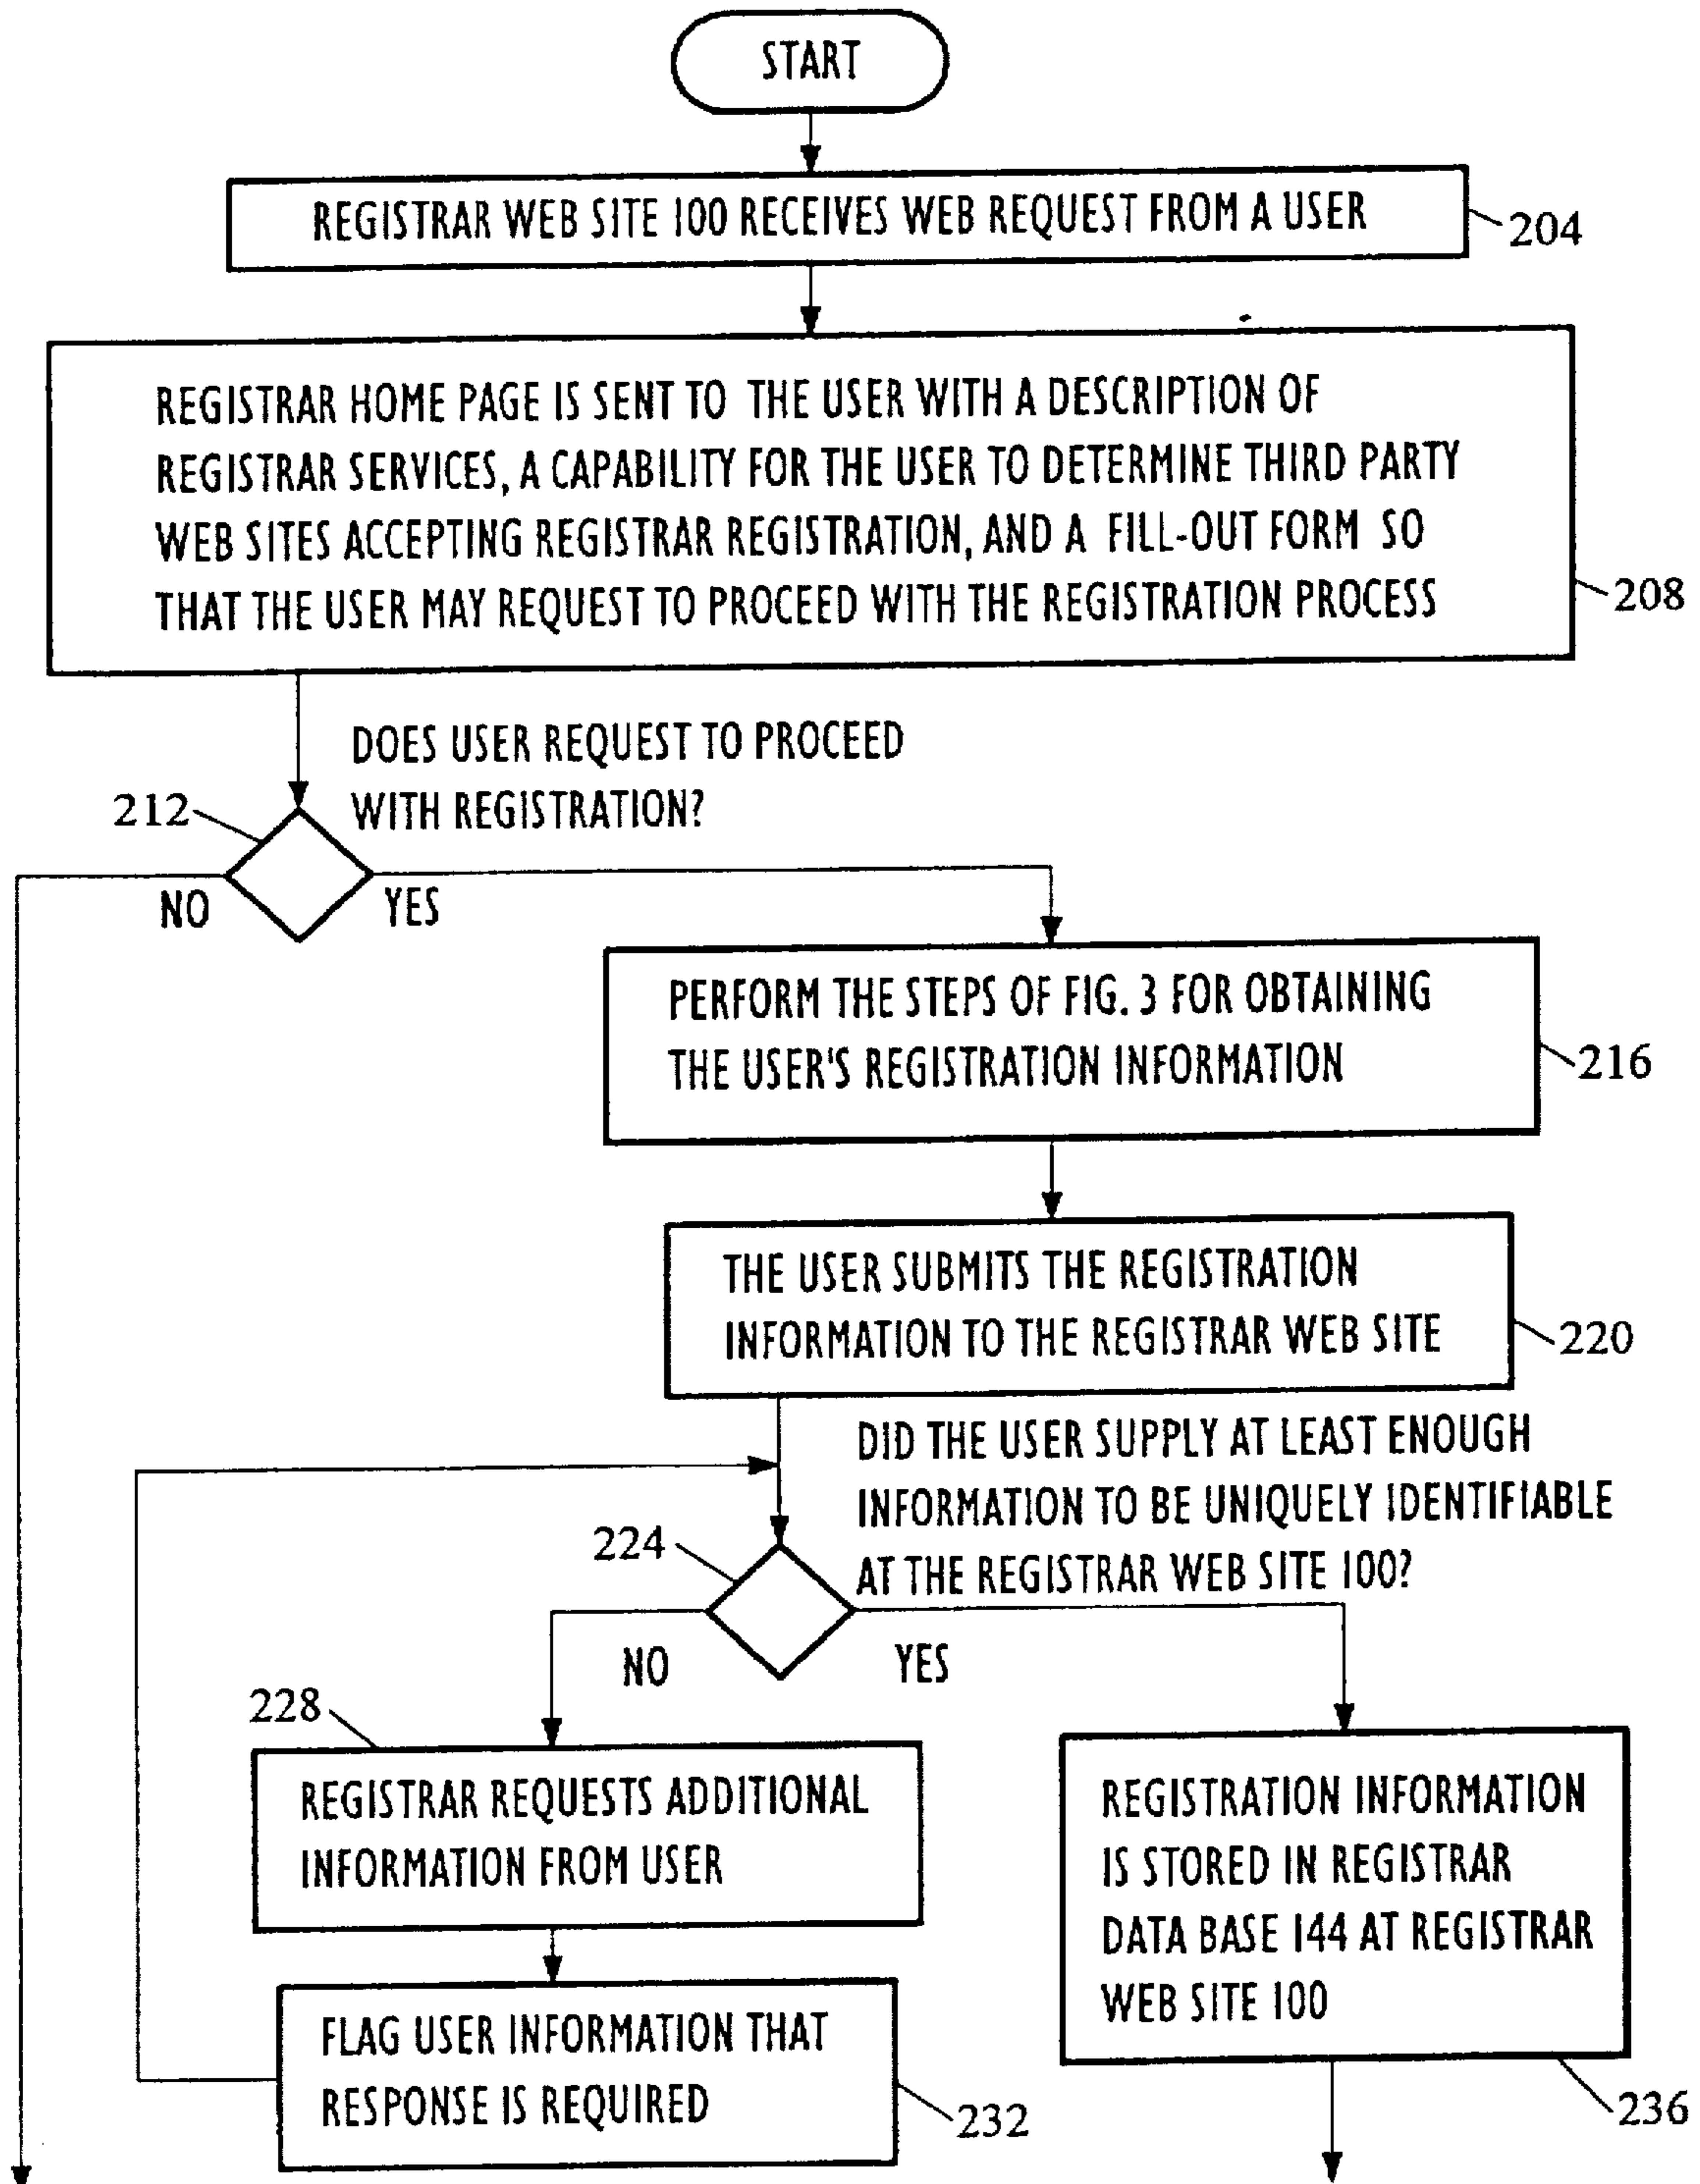 START
REGISTRAR WEB SITE 100 RECEIVES WEB REQUEST FROM A USER
204
REGISTRAR HOME PAGE IS SENT TO THE USER WITH A DESCRIPTION OF
REGISTRAR SERVICES, A CAPABILITY FOR THE USER TO DETERMINE THIRD PARTY
WEB SITES ACCEPTING REGISTRAR REGISTRATION, AND A FILL-OUT FORM SO
THAT THE USER MAY REQUEST TO PROCEED WITH THE REGISTRATION PROCESS
208
DOES USER REQUEST TO PROCEED
WITH REGISTRATION?
212
NO
YES
PERFORM THE STEPS OF FIG. 3 FOR OBTAINING
THE USER'S REGISTRATION INFORMATION
216
THE USER SUBMITS THE REGISTRATION
INFORMATION TO THE REGISTRAR WEB SITE
220
DID THE USER SUPPLY AT LEAST ENOUGH
INFORMATION TO BE UNIQUELY IDENTIFIABLE
AT THE REGISTRAR WEB SITE 100?
224
NO
YES
228
REGISTRAR REQUESTS ADDITIONAL
INFORMATION FROM USER
REGISTRATION INFORMATION
IS STORED IN REGISTRAR
DATA BASE 144 AT REGISTRAR
WEB SITE 100
236
FLAG USER INFORMATION THAT
RESPONSE IS REQUIRED
232